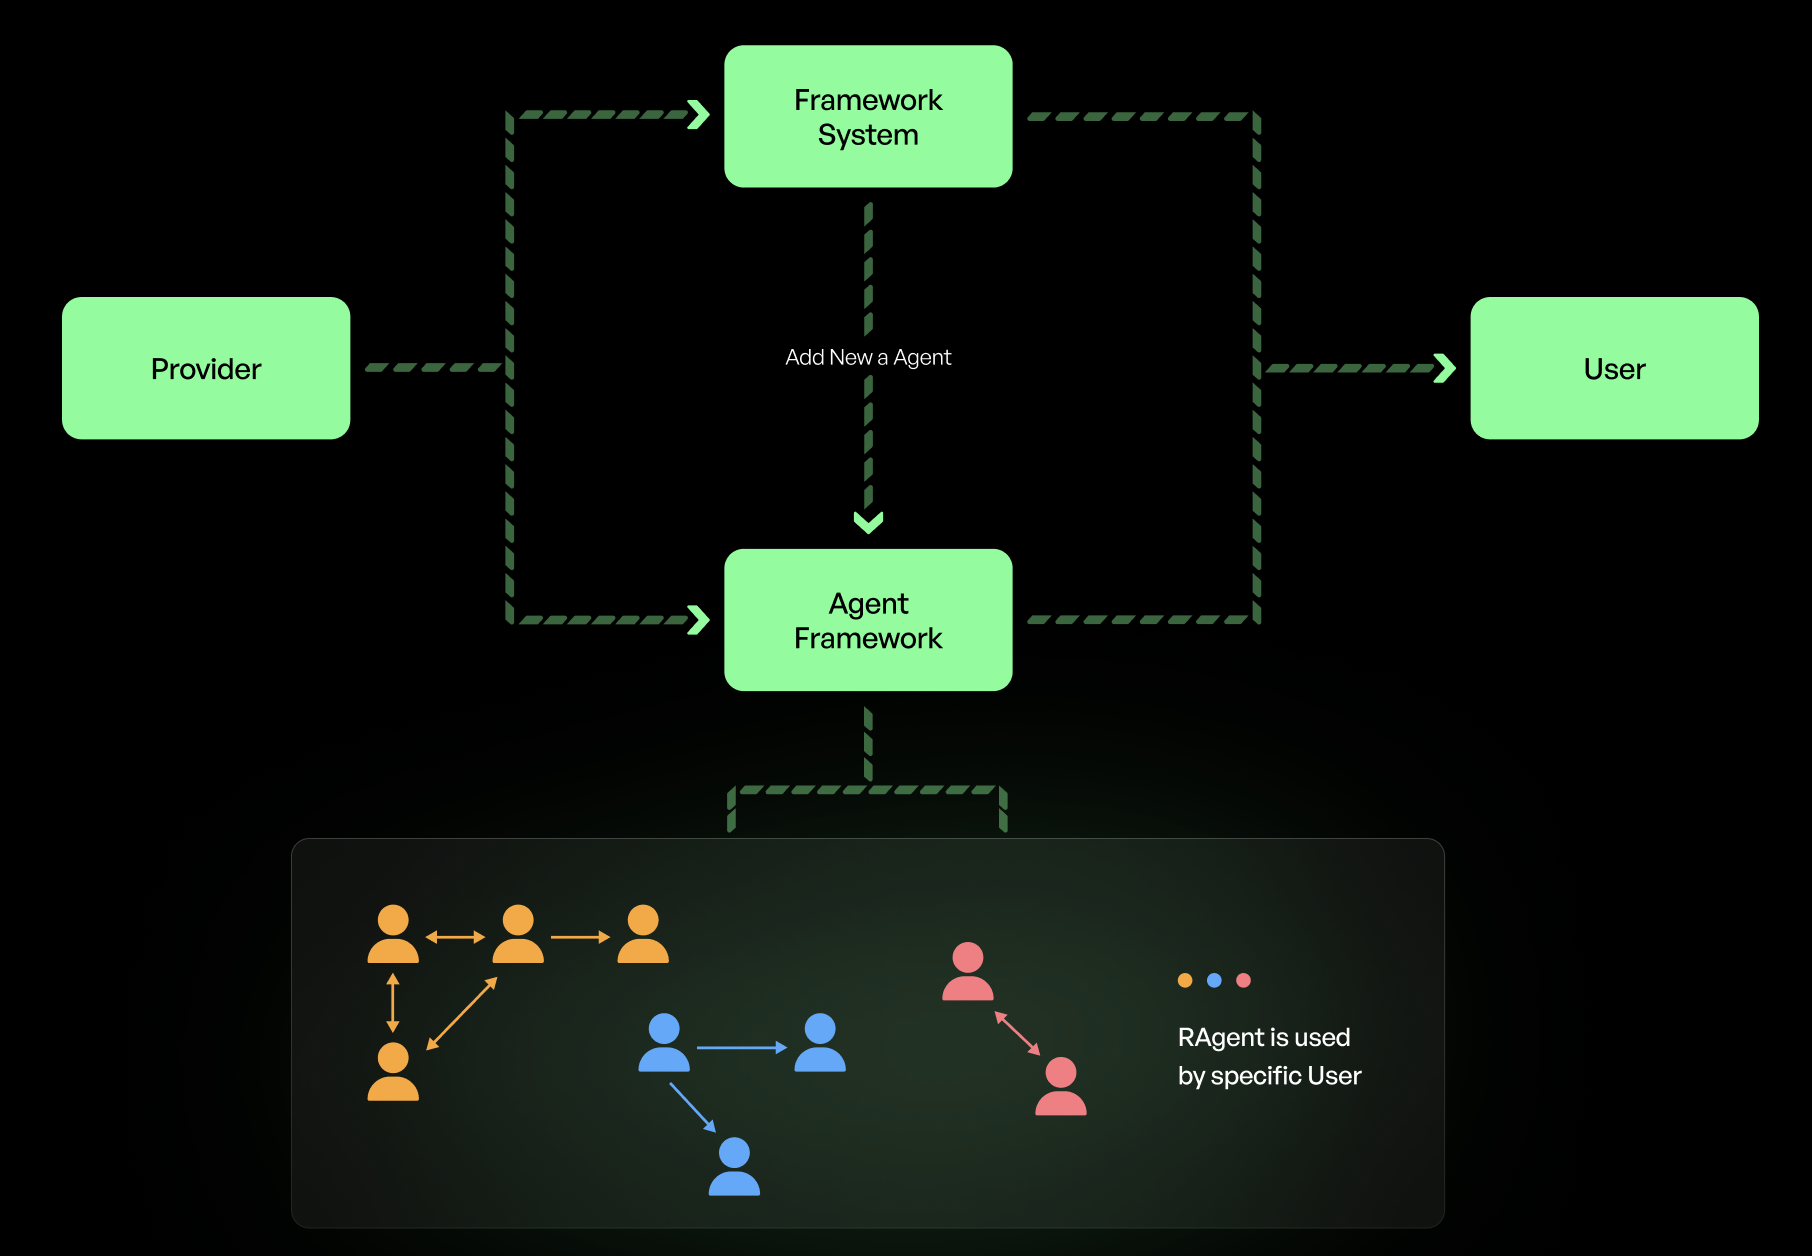 Framework
System
Provider
Add New a Agent
User
Agent
Framework
RAgent is used
by specific User